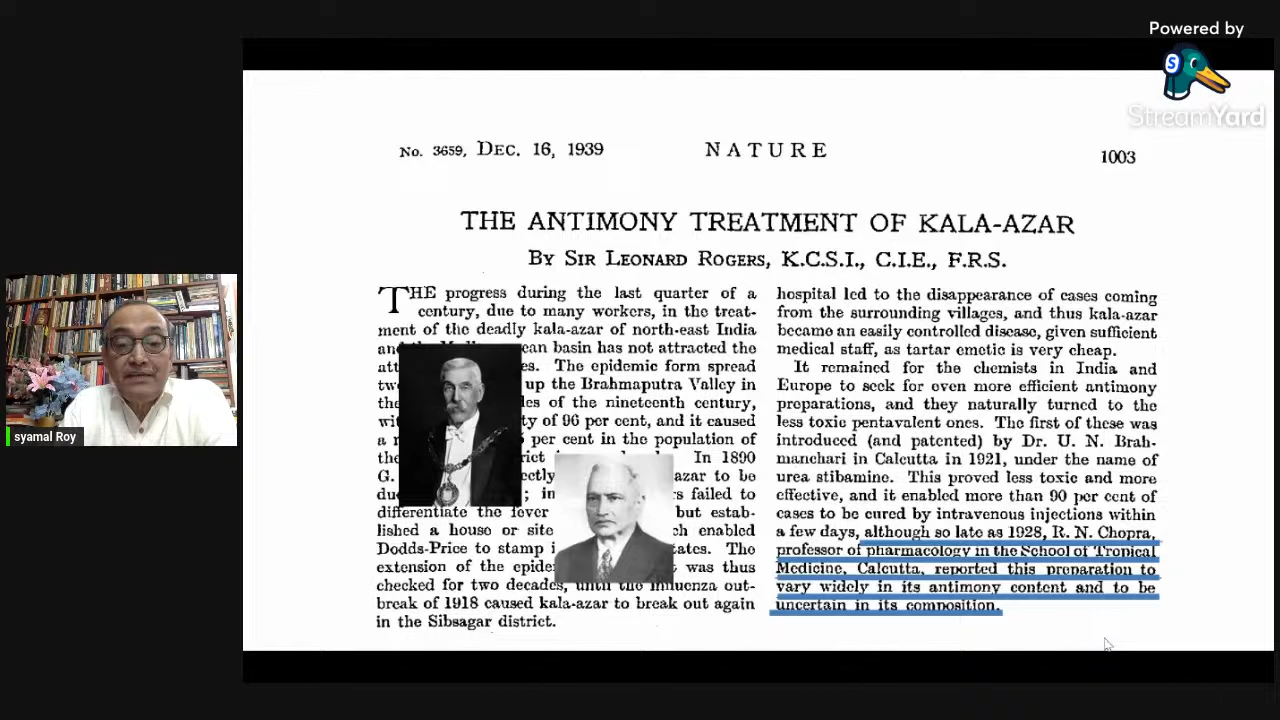 Powered by
StreamYard
No. 3659, DEC. 16, 1939
NATURE
1003
THE ANTIMONY TREATMENT OF KALA-AZAR
BY SIR LEONARD ROGERS, K.C.S.I., C.I.E., F.R.S.
THE progress during the last quarter of a
century, due to many workers, in the treat-
ment of the deadly kala-azar of north-east India
basin has not attracted the
The epidemic form spread
up the Brahmaputra Valley in
of the nineteenth century,
of 96 per cent, and it caused
a per cent in the population of
In 1890
G. azar to be
; in failed to
differentiate the fever but estab-
lished a house or site enabled
Dodds-Price to stamp The
extension of the was thus
checked for two decades, until the influenza out-
break of 1918 caused kala-azar to break out again
in the Sibsagar district.
hospital led to the disappearance of cases coming
from the surrounding villages, and thus kala-azar
became an easily controlled disease, given sufficient
medical staff, as tartar emetic is very cheap.
It remained for the chemists in India and
Europe to seek for even more efficient antimony
preparations, and they naturally turned to the
less toxic pentavalent ones. The first of these was
introduced (and patented) by Dr. U. N. Brah-
manchari in Calcutta in 1921, under the name of
urea stibamine. This proved less toxic and more
effective, and it enabled more than 90 per cent of
cases to be cured by intravenous injections within
a few days, although so late as 1928, R. N. Chopra,
professor of pharmacology in the School of Tropical
Medicine, Calcutta, reported this preparation to
vary widely in its antimony content and to be
uncertain in its composition.
syamal Roy